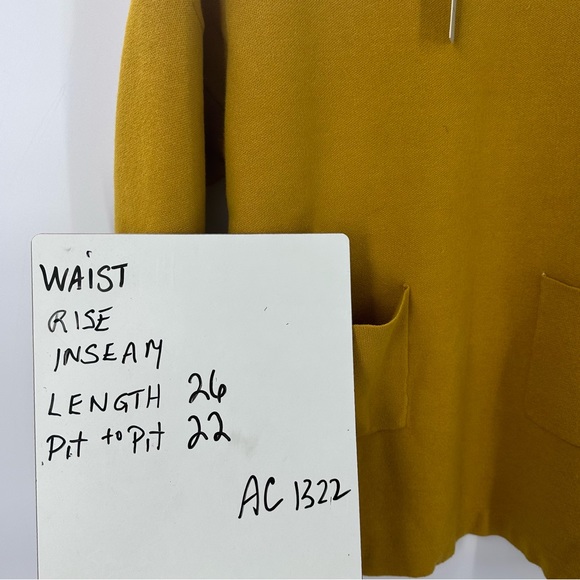 WAIST
RISE
INSEAM
LENGTH 26
Pit to Pit 22
AC 1322